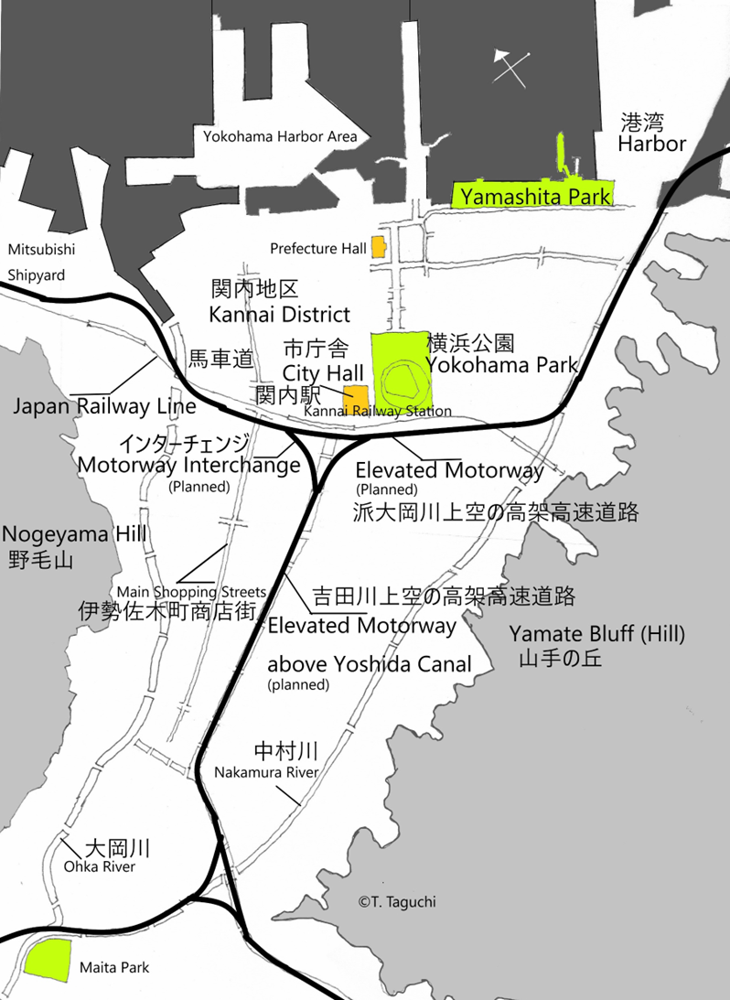 港湾
Harbor
Yokohama Harbor Area
Yamashita Park
Mitsubishi
Shipyard
Prefecture Hall
関内地区
Kannai District
馬車道
市庁舎
City Hall
横浜公園
Yokohama Park
関内駅
Kannai Railway Station
Japan Railway Line
インターチェンジ
Motorway Interchange
(Planned)
Elevated Motorway
(Planned)
派大岡川上空の高架高速道路
Nogeyama Hill
野毛山
Main Shopping Streets
伊勢佐木町商店街
吉田川上空の高架高速道路
Elevated Motorway
above Yoshida Canal
(planned)
Yamate Bluff (Hill)
山手の丘
中村川
Nakamura River
大岡川
Ohka River
©T. Taguchi
Maita Park